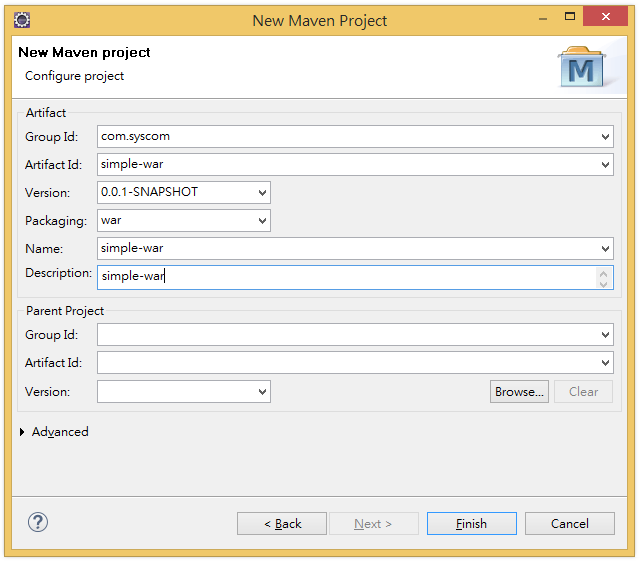 New Maven Project
New Maven project
Configure project
M
Artifact
Group Id: com.syscom
Artifact Id: simple-war
Version: 0.0.1-SNAPSHOT
Packaging: war
Name: simple-war
Description: simple-war
Parent Project
Group Id:
Artifact Id:
Version: Browse... Clear
Advanced
? < Back Next > Finish Cancel